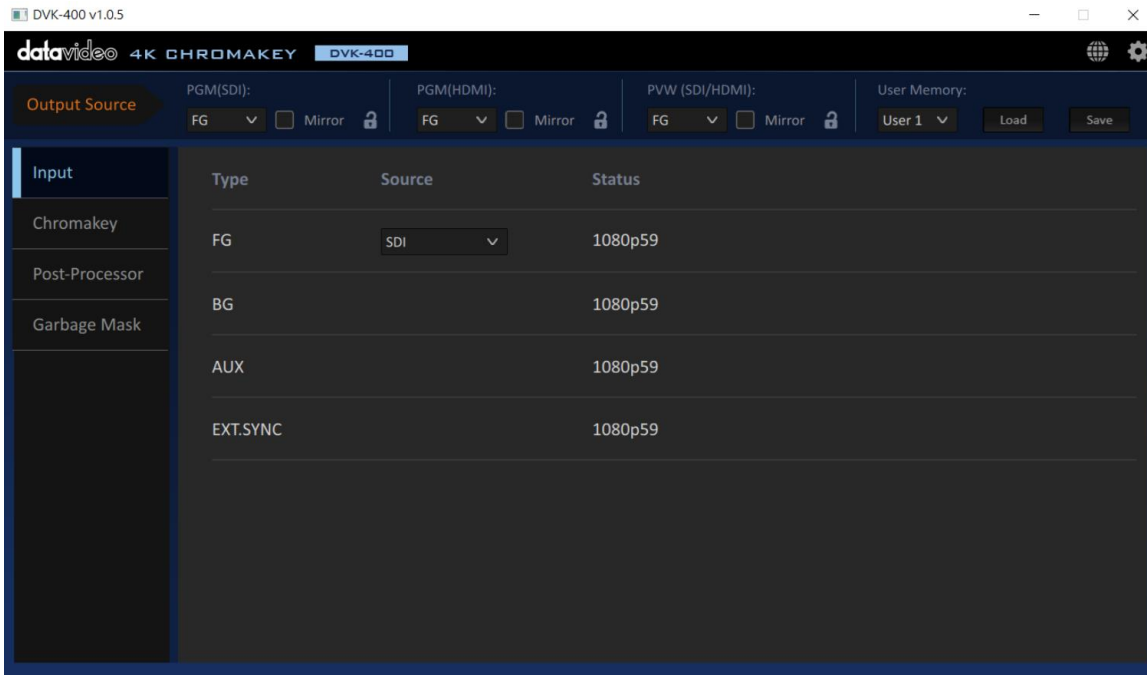 DVK-400 v1.0.5
datavideo 4K CHROMAKEY DVK-400
Output Source
PGM(SDI): PGM(HDMI): PVW (SDI/HDMI): User Memory:
FG Mirror FG Mirror FG Mirror User 1 Load Save
Input
Chromakey
Post-Processor
Garbage Mask
Type Source Status
FG SDI 1080p59
BG 1080p59
AUX 1080p59
EXT.SYNC 1080p59